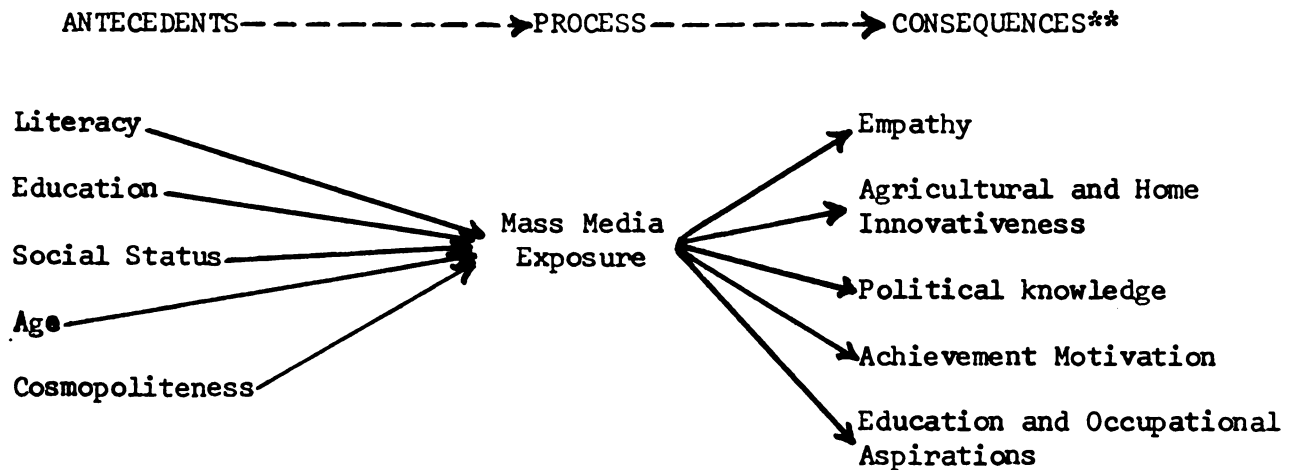 ANTECEDENTS PROCESS CONSEQUENCES**
Literacy
Education
Social Status
Age
Cosmopoliteness
Mass Media
Exposure
Empathy
Agricultural and Home
Innovativeness
Political knowledge
Achievement Motivation
Education and Occupational
Aspirations